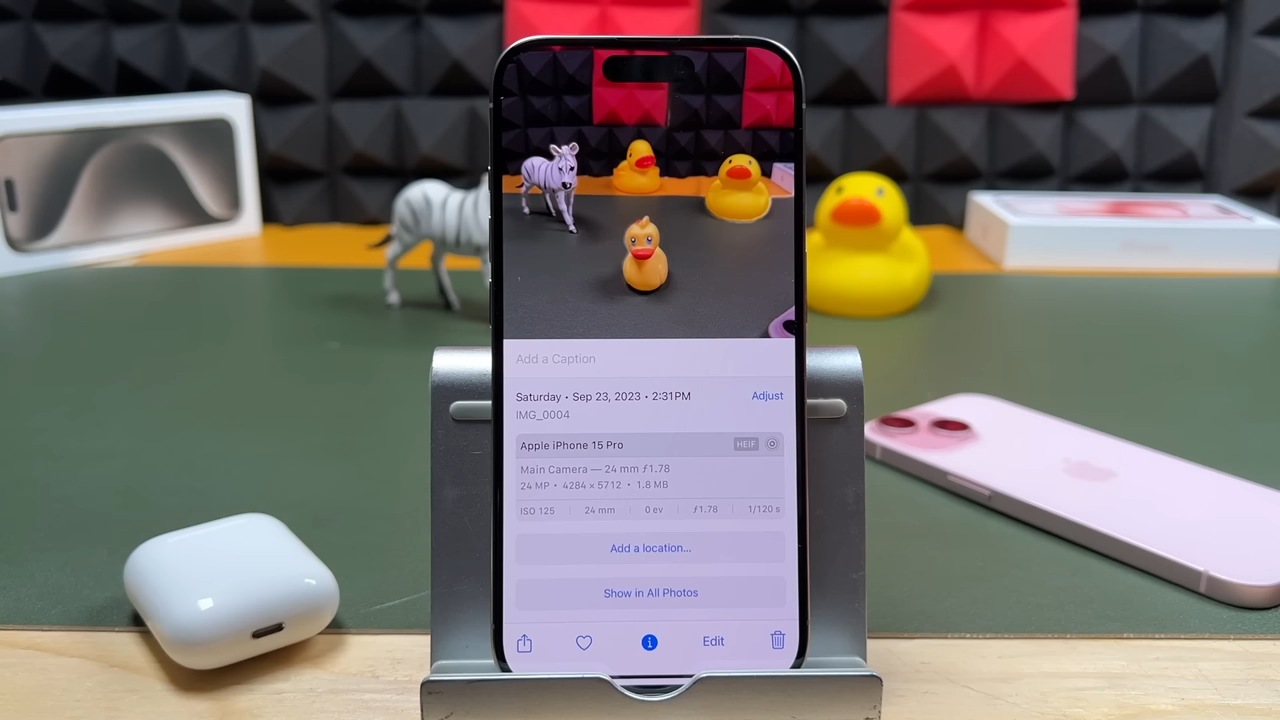 Add a Caption
Saturday • Sep 23, 2023 • 2:31PM
Adjust
IMG_0004
Apple iPhone 15 Pro
HEIF
Main Camera — 24 mm ƒ1.78
24 MP • 4284 × 5712 • 1.8 MB
ISO 125 | 24 mm | 0 ev | ƒ1.78 | 1/120 s
Add a location...
Show in All Photos
Edit